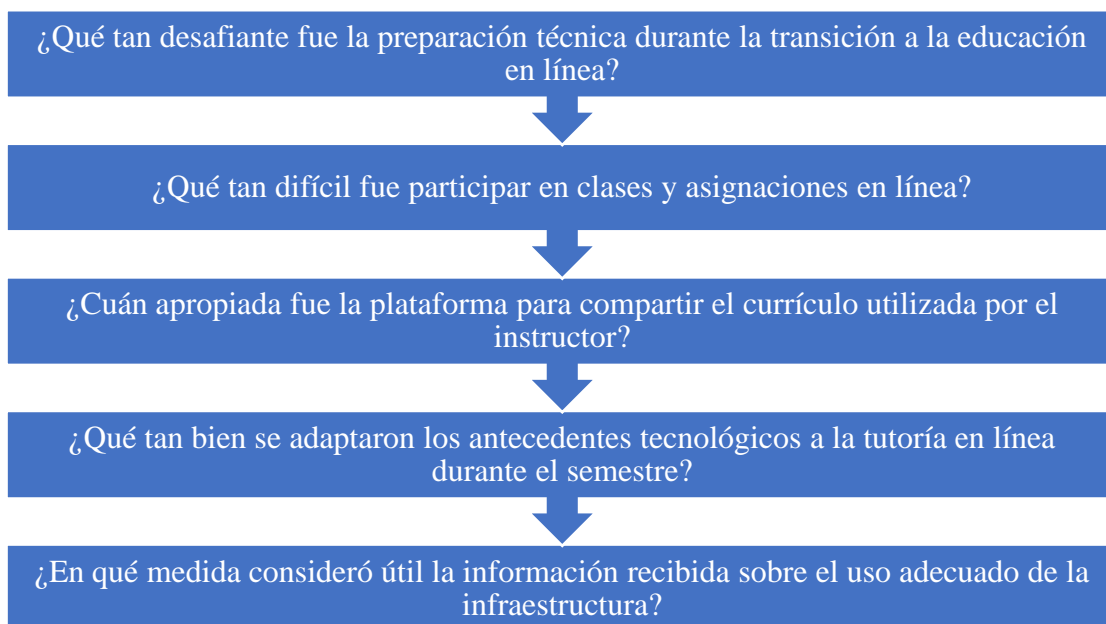 ¿Qué tan desafiante fue la preparación técnica durante la transición a la educación
en línea?
¿Qué tan difícil fue participar en clases y asignaciones en línea?
¿Cuán apropiada fue la plataforma para compartir el currículo utilizada por el
instructor?
¿Qué tan bien se adaptaron los antecedentes tecnológicos a la tutoría en línea
durante el semestre?
¿En qué medida consideró útil la información recibida sobre el uso adecuado de la
infraestructura?